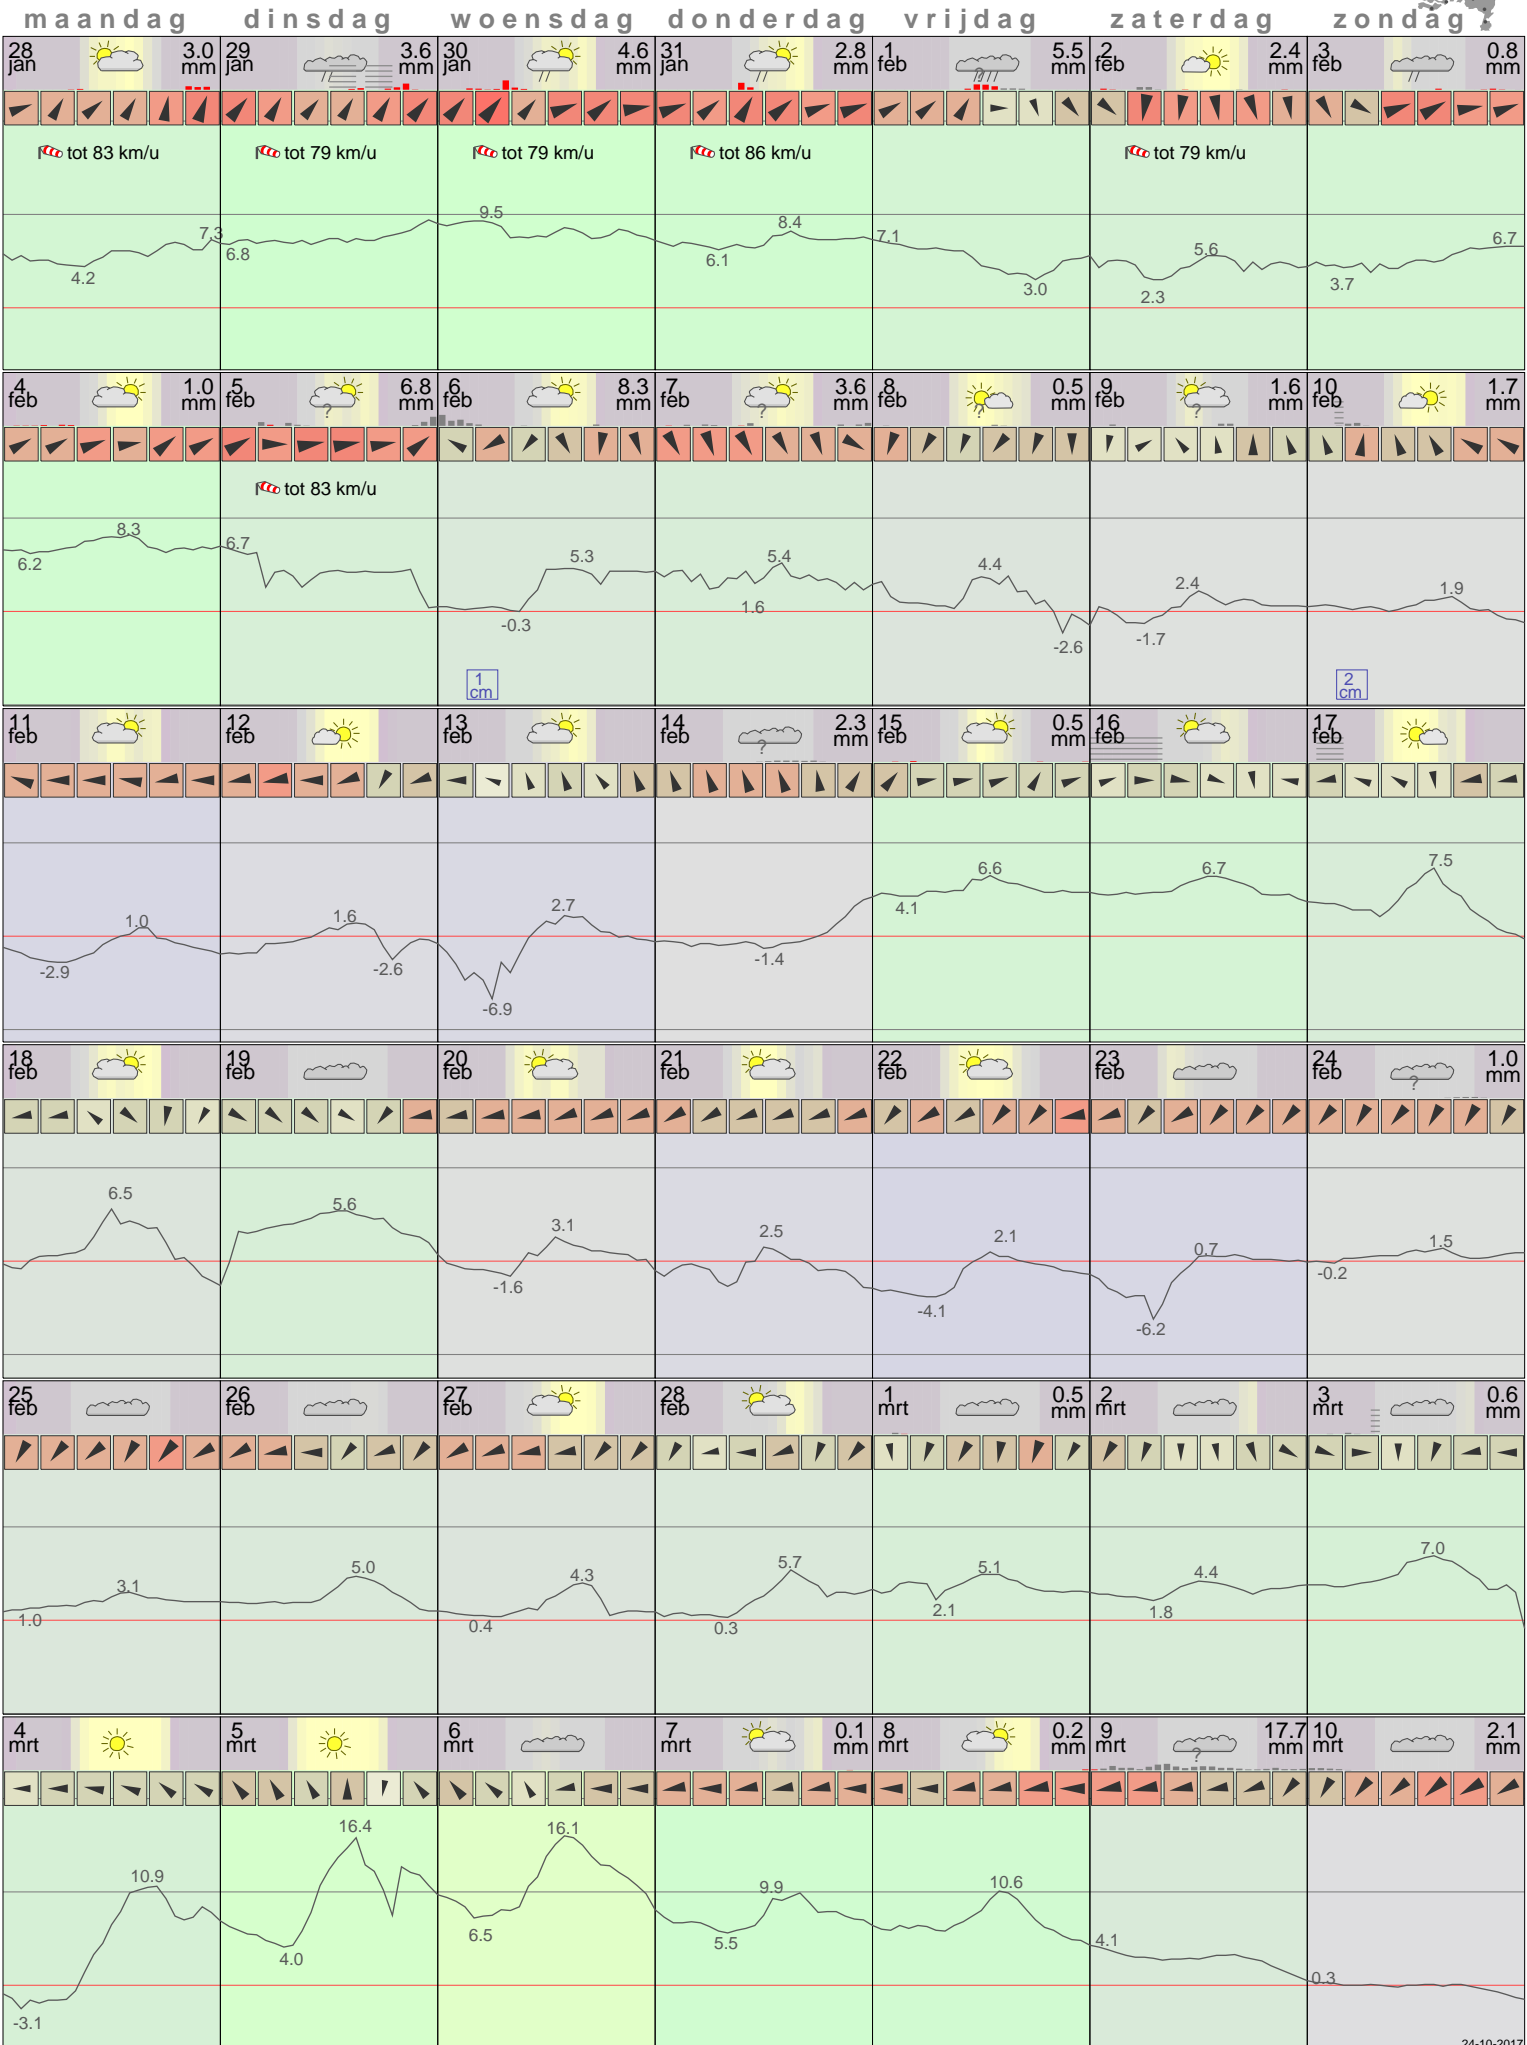 maandag dinsdag woensdag donderdag vrijdag zaterdag zondag
28 jan 3.0 mm 29 jan 3.6 mm 30 jan 4.6 mm 31 jan 2.8 mm 1 feb 5.5 mm 2 feb 2.4 mm 3 feb 0.8 mm
?
tot 83 km/u tot 79 km/u tot 79 km/u tot 86 km/u tot 79 km/u
4.2 7.3 6.8 9.5 6.1 8.4 7.1 3.0 2.3 5.6 3.7 6.7
4 feb 1.0 mm 5 feb 6.8 mm 6 feb 8.3 mm 7 feb 3.6 mm 8 feb 0.5 mm 9 feb 1.6 mm 10 feb 1.7 mm
? ? ? ?
tot 83 km/u
6.2 8.3 6.7 -0.3 5.3 1.6 5.4 4.4 -2.6 -1.7 2.4 1.9
1 cm 2 cm
11 feb 12 feb 13 feb 14 feb 2.3 mm 15 feb 0.5 mm 16 feb 17 feb
?
-2.9 1.0 1.6 -2.6 -6.9 2.7 -1.4 4.1 6.6 6.7 7.5
18 feb 19 feb 20 feb 21 feb 22 feb 23 feb 24 feb 1.0 mm
?
6.5 5.6 -1.6 3.1 2.5 -4.1 2.1 -6.2 0.7 -0.2 1.5
25 feb 26 feb 27 feb 28 feb 1 mrt 0.5 mm 2 mrt 3 mrt 0.6 mm
1.0 3.1 5.0 0.4 4.3 0.3 5.7 2.1 5.1 1.8 4.4 7.0
4 mrt 5 mrt 6 mrt 7 mrt 0.1 mm 8 mrt 0.2 mm 9 mrt 17.7 mm 10 mrt 2.1 mm
?
-3.1 10.9 4.0 16.4 6.5 16.1 5.5 9.9 10.6 4.1 0.3
24-10-2017